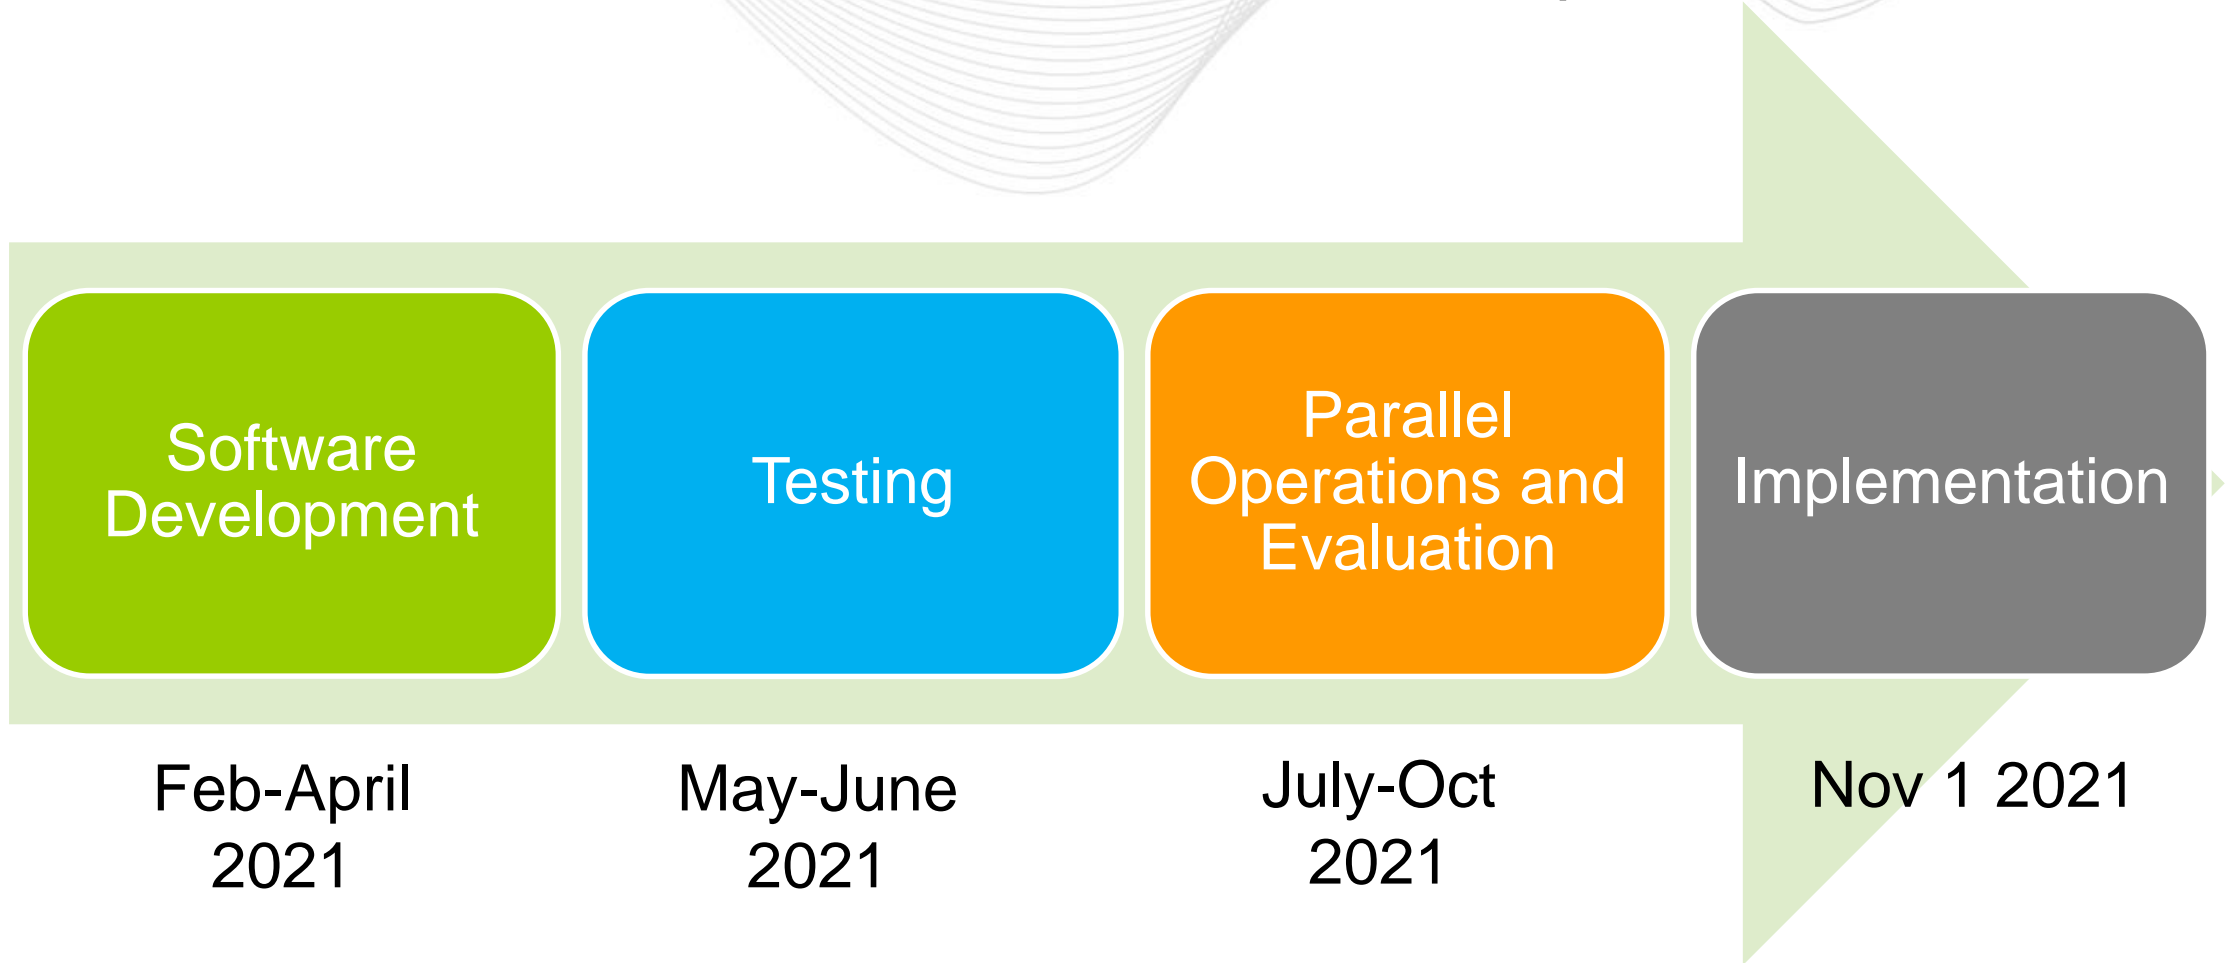 Software
Development
Testing
Parallel
Operations and
Evaluation
Implementation
Feb-April
2021
May-June
2021
July-Oct
2021
Nov 1 2021